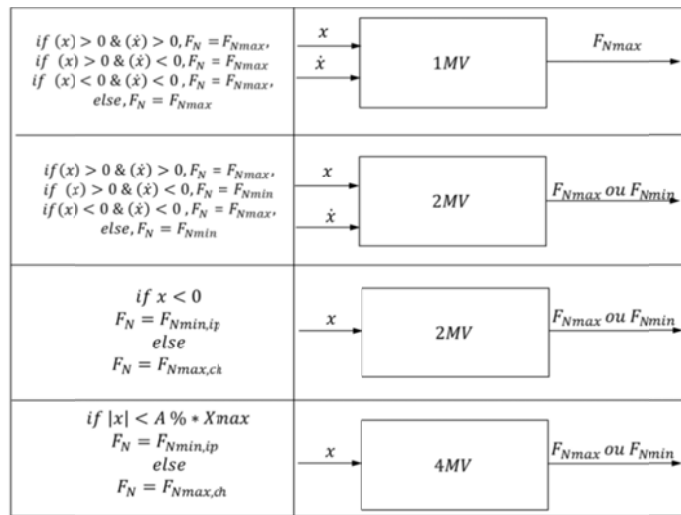 if (x) > 0 & (ẋ) > 0, F_N = F_Nmax,
if (x) > 0 & (ẋ) < 0, F_N = F_Nmax
if (x) < 0 & (ẋ) < 0, F_N = F_Nmax,
else, F_N = F_Nmax
x
ẋ
1MV
F_Nmax
if (x) > 0 & (ẋ) > 0, F_N = F_Nmax,
if (x) > 0 & (ẋ) < 0, F_N = F_Nmin
if (x) < 0 & (ẋ) < 0, F_N = F_Nmax,
else, F_N = F_Nmin
x
ẋ
2MV
F_Nmax ou F_Nmin
if x < 0
F_N = F_Nmin,ip
else
F_N = F_Nmax,ch
x
2MV
F_Nmax ou F_Nmin
if |x| < A % * Xmax
F_N = F_Nmin,ip
else
F_N = F_Nmax,ch
x
4MV
F_Nmax ou F_Nmin